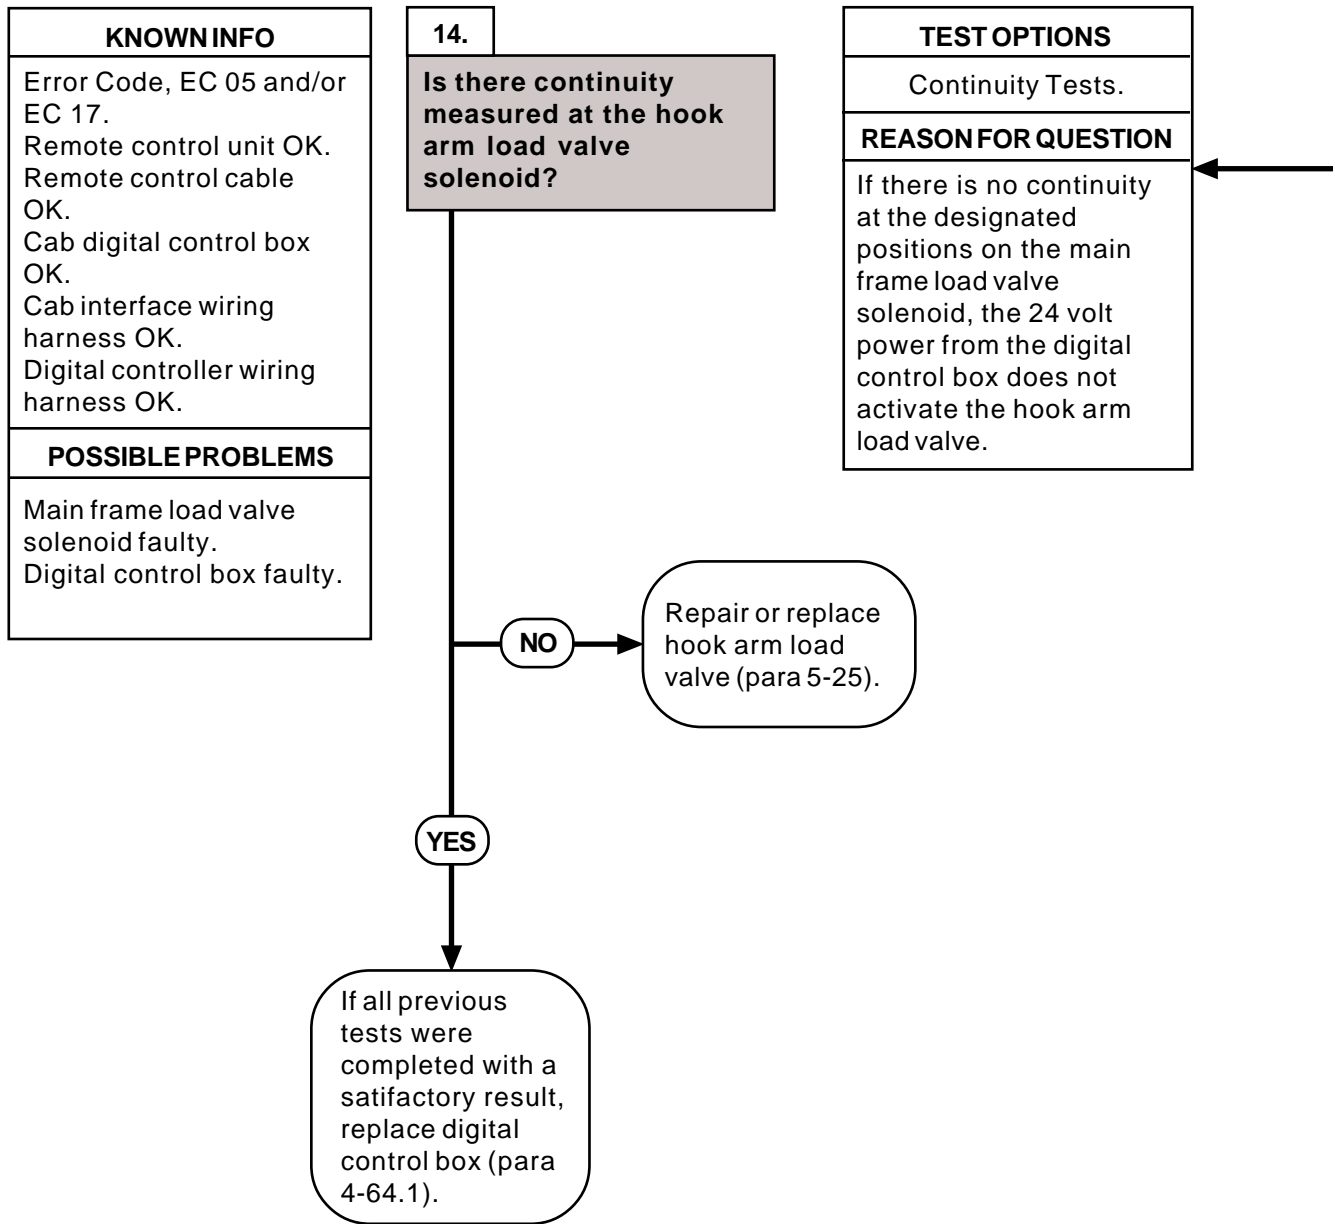 KNOWN INFO
Error Code, EC 05 and/or
EC 17.
Remote control unit OK.
Remote control cable
OK.
Cab digital control box
OK.
Cab interface wiring
harness OK.
Digital controller wiring
harness OK.
POSSIBLE PROBLEMS
Main frame load valve
solenoid faulty.
Digital control box faulty.
14.
Is there continuity
measured at the hook
arm load valve
solenoid?
TEST OPTIONS
Continuity Tests.
REASON FOR QUESTION
If there is no continuity
at the designated
positions on the main
frame load valve
solenoid, the 24 volt
power from the digital
control box does not
activate the hook arm
load valve.
NO
Repair or replace
hook arm load
valve (para 5-25).
YES
If all previous
tests were
completed with a
satifactory result,
replace digital
control box (para
4-64.1).